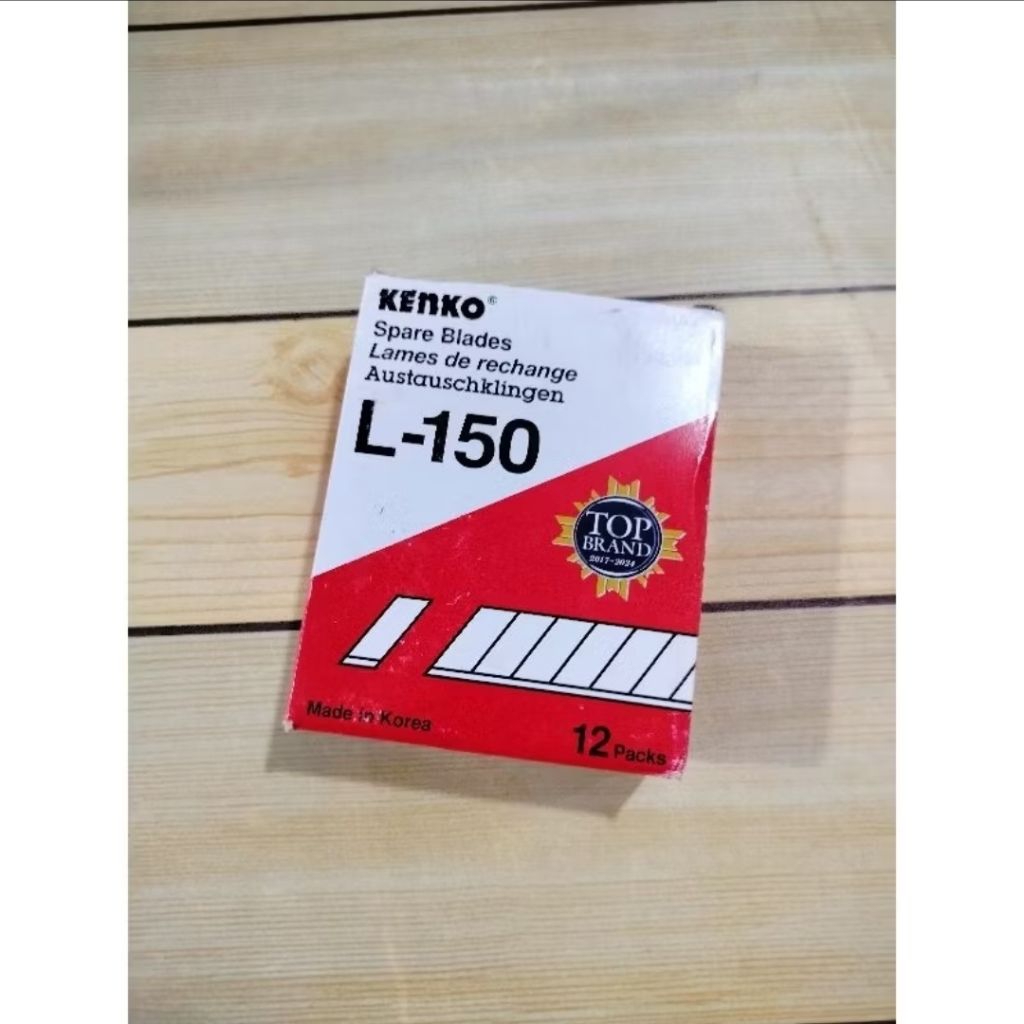 KENKO®
Spare Blades
Lames de rechange
Austauschklingen
L-150
TOP
BRAND
2017-2024
Made in Korea
12 Packs